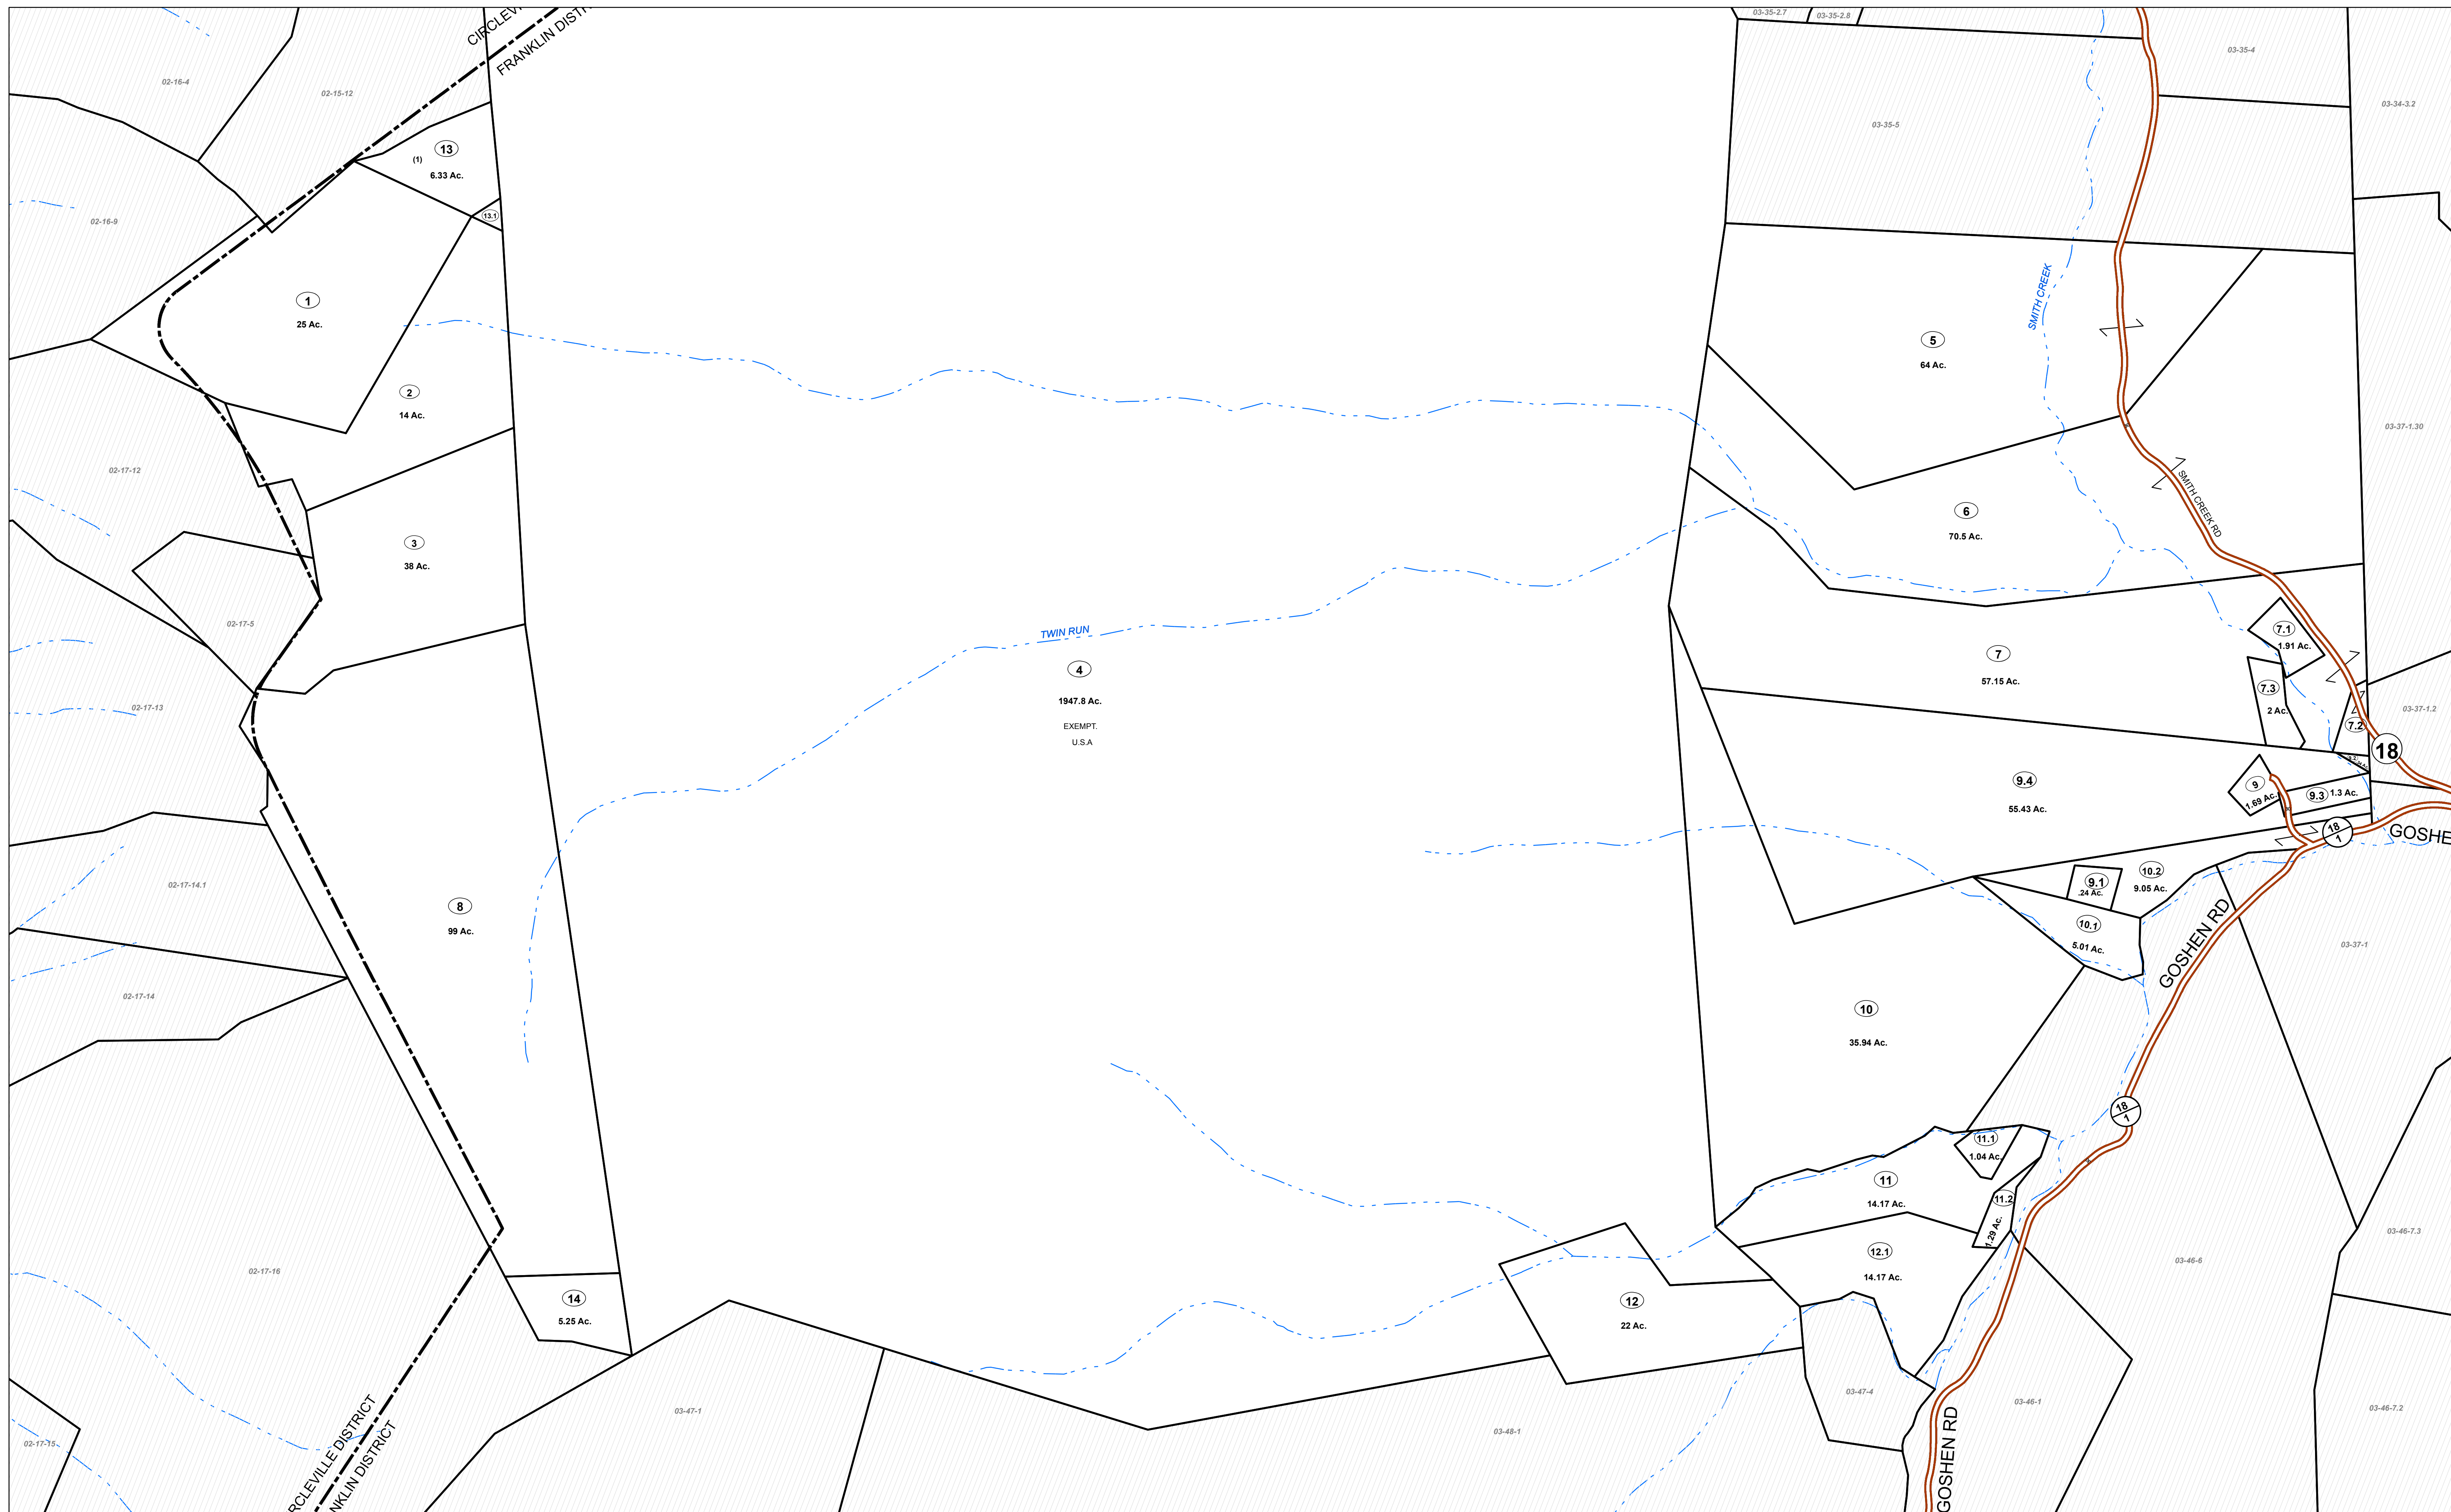 CIRCLEVI
FRANKLIN DISTR
03-35-2.7
03-35-2.8
03-35-4
02-16-4
02-15-12
03-34-3.2
03-35-5
13
(1)
6.33 Ac.
13.1
02-16-9
1
25 Ac.
SMITH CREEK
5
64 Ac.
2
14 Ac.
03-37-1.30
02-17-12
SMITH CREEK RD
6
70.5 Ac.
3
38 Ac.
02-17-5
TWIN RUN
7.1
1.91 Ac.
4
7
57.15 Ac.
7.3
2 Ac.
1947.8 Ac.
EXEMPT.
U.S.A
02-17-13
03-37-1.2
7.2
18
9.4
55.43 Ac.
9
1.69 Ac.
9.3
1.3 Ac.
18
1
GOSHE
10.2
9.05 Ac.
9.1
.24 Ac.
02-17-14.1
8
99 Ac.
10.1
5.01 Ac.
GOSHEN RD
03-37-1
02-17-14
10
35.94 Ac.
18
1
11.1
1.04 Ac.
11
14.17 Ac.
11.2
1.29 Ac.
03-46-7.3
12.1
14.17 Ac.
03-46-6
02-17-16
14
5.25 Ac.
12
22 Ac.
03-47-4
03-46-1
03-46-7.2
03-47-1
03-48-1
02-17-15
RCLEVILLE DISTRICT
NKLIN DISTRICT
GOSHEN RD